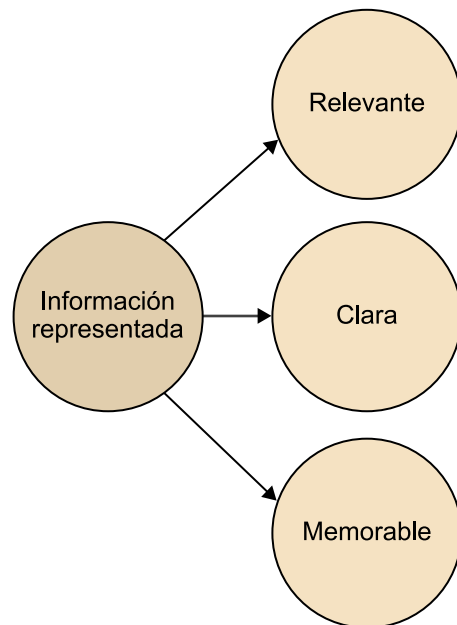 Relevante
Información
representada
Clara
Memorable